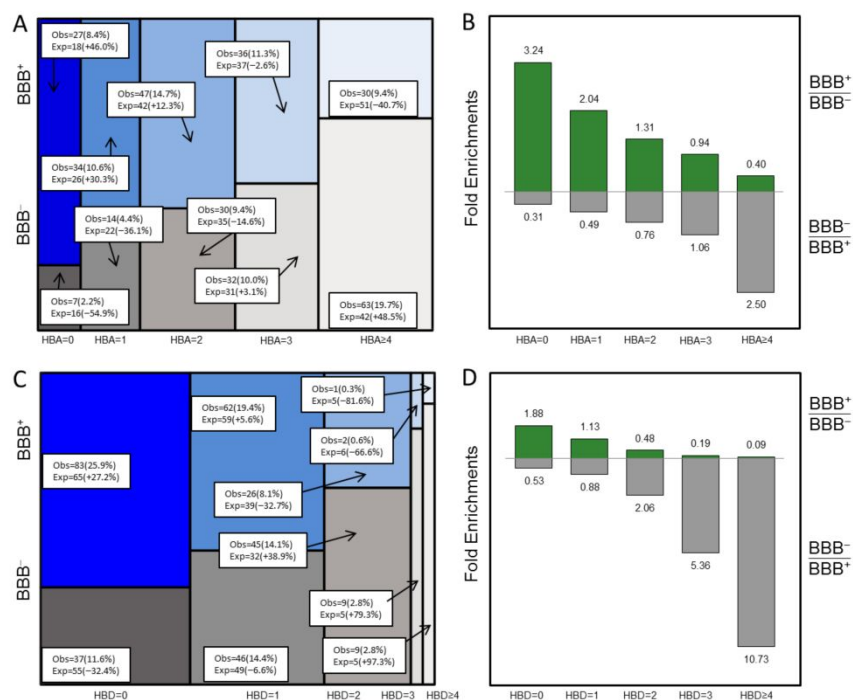 A
BBB⁺
BBB⁻
Obs=27(8.4%)
Exp=18(+46.0%)
Obs=47(14.7%)
Exp=42(+12.3%)
Obs=36(11.3%)
Exp=37(−2.6%)
Obs=30(9.4%)
Exp=51(−40.7%)
Obs=34(10.6%)
Exp=26(+30.3%)
Obs=14(4.4%)
Exp=22(−36.1%)
Obs=30(9.4%)
Exp=35(−14.6%)
Obs=32(10.0%)
Exp=31(+3.1%)
Obs=7(2.2%)
Exp=16(−54.9%)
Obs=63(19.7%)
Exp=42(+48.5%)
HBA=0 HBA=1 HBA=2 HBA=3 HBA≥4
B
Fold Enrichments
3.24
2.04
1.31
0.94
0.40
0.31
0.49
0.76
1.06
2.50
BBB⁺
BBB⁻
BBB⁻
BBB⁺
HBA=0 HBA=1 HBA=2 HBA=3 HBA≥4
C
BBB⁺
BBB⁻
Obs=1(0.3%)
Exp=5(−81.6%)
Obs=62(19.4%)
Exp=59(+5.6%)
Obs=2(0.6%)
Exp=6(−66.6%)
Obs=83(25.9%)
Exp=65(+27.2%)
Obs=26(8.1%)
Exp=39(−32.7%)
Obs=45(14.1%)
Exp=32(+38.9%)
Obs=9(2.8%)
Exp=5(+79.3%)
Obs=9(2.8%)
Exp=5(+97.3%)
Obs=37(11.6%)
Exp=55(−32.4%)
Obs=46(14.4%)
Exp=49(−6.6%)
HBD=0 HBD=1 HBD=2 HBD=3 HBD≥4
D
Fold Enrichments
1.88
1.13
0.48
0.19
0.09
0.53
0.88
2.06
5.36
10.73
BBB⁺
BBB⁻
BBB⁻
BBB⁺
HBD=0 HBD=1 HBD=2 HBD=3 HBD≥4